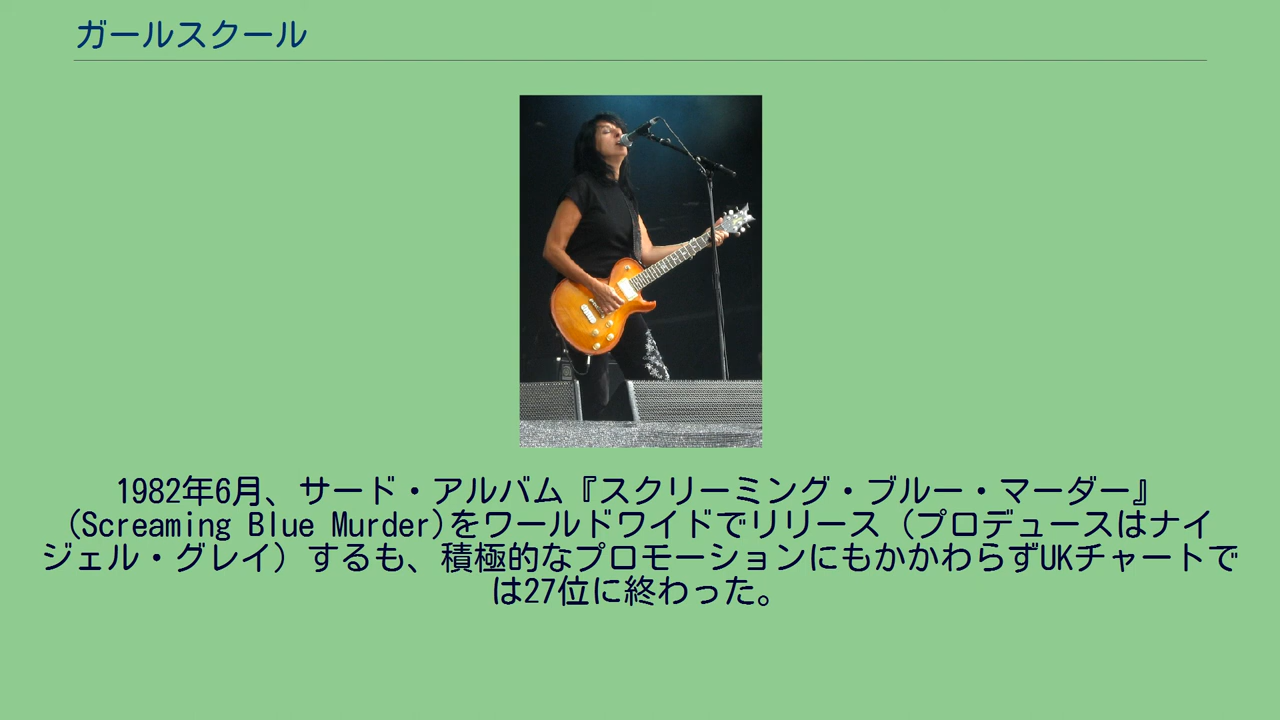 ガールスクール
1982年6月、サード・アルバム『スクリーミング・ブルー・マーダー』
(Screaming Blue Murder)をワールドワイドでリリース（プロデュースはナイ
ジェル・グレイ）するも、積極的なプロモーションにもかかわらずUKチャートで
は27位に終わった。